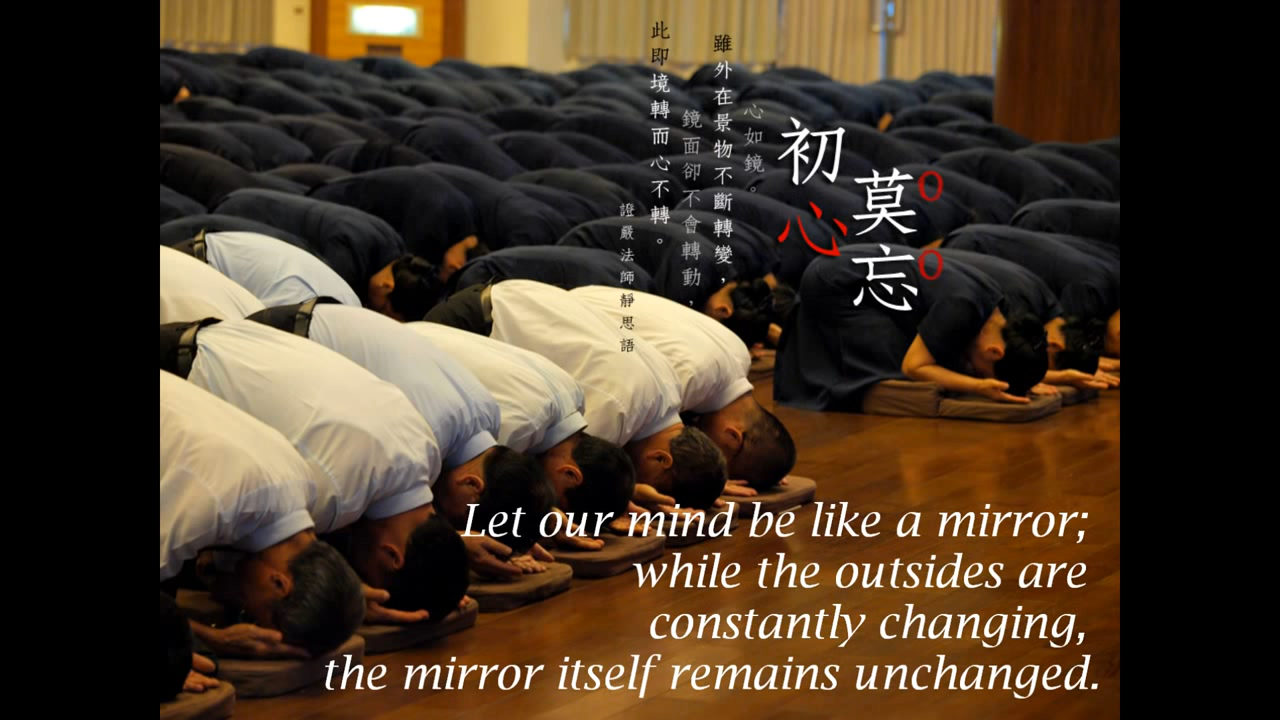 莫忘
初心
心如鏡。
雖外在景物不斷轉變，
鏡面卻不會轉動，
此即境轉而心不轉。
證嚴法師靜思語
Let our mind be like a mirror;
while the outsides are
constantly changing,
the mirror itself remains unchanged.